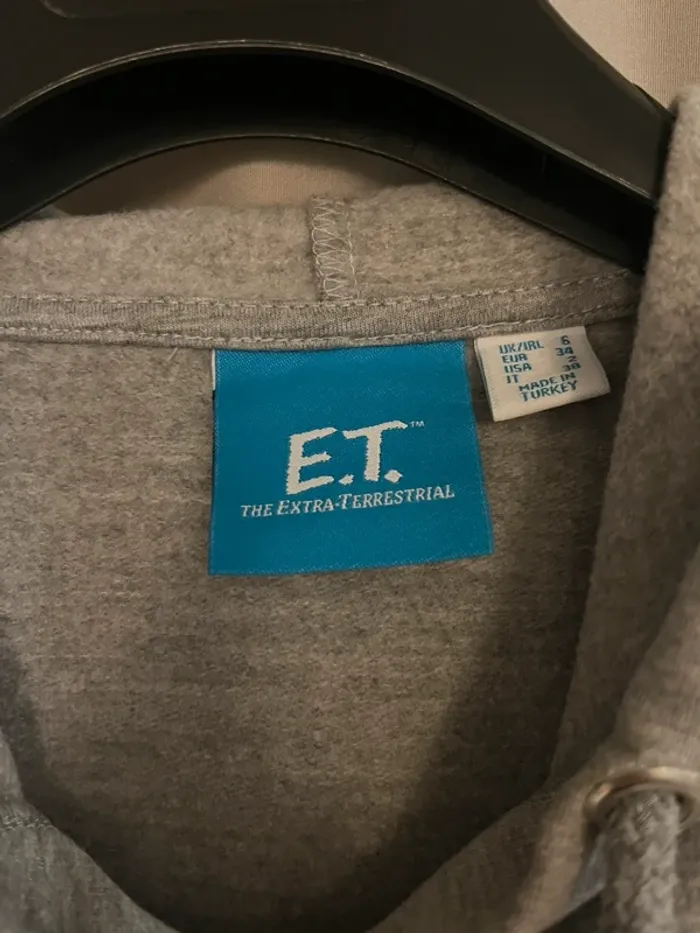 E.T.™
THE EXTRA-TERRESTRIAL
UK/IRL 6
EUR 34
USA 2
IT 38
MADE IN
TURKEY